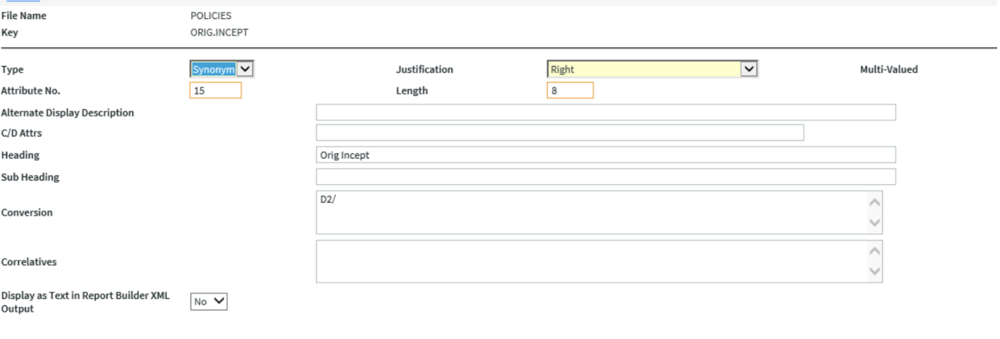 File Name POLICIES
Key ORIG.INCEPT
Type Synonym Justification Right Multi-Valued
Attribute No. 15 Length 8
Alternate Display Description
C/D Attrs
Heading Orig Incept
Sub Heading
Conversion D2/
Correlatives
Display as Text in Report Builder XML
Output No